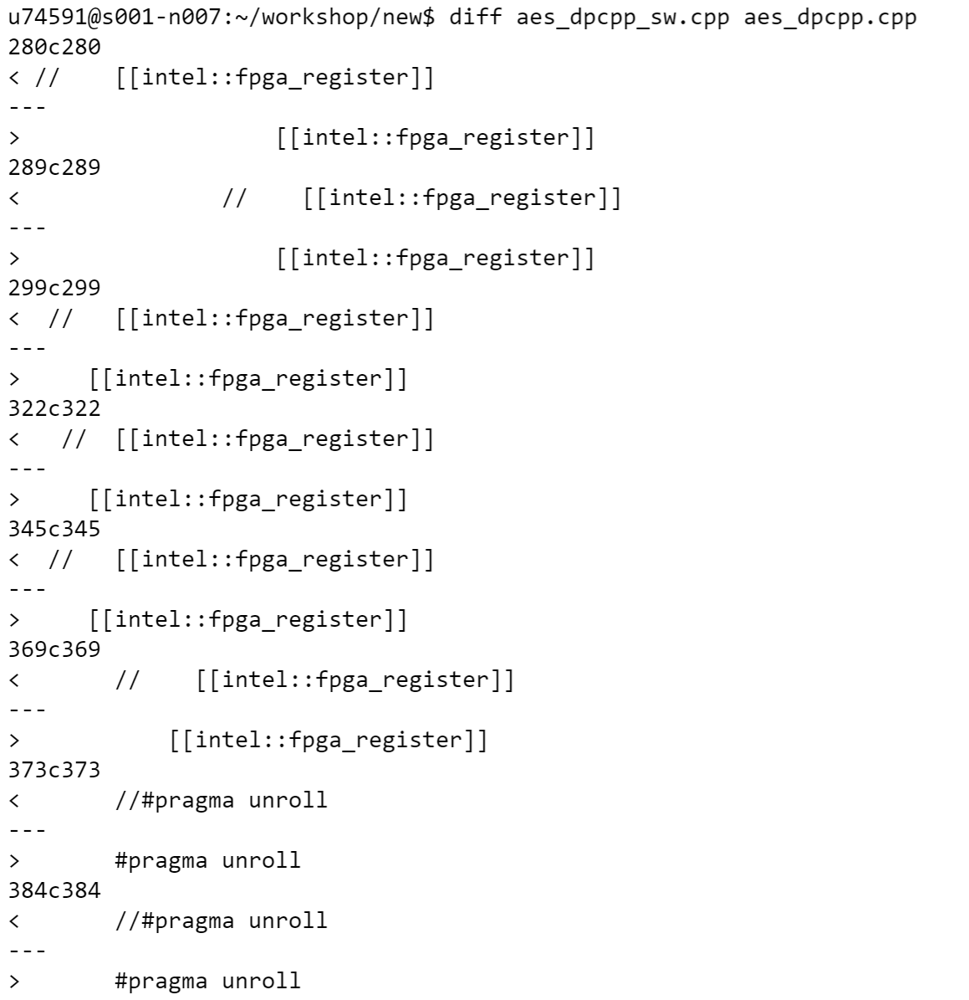 u74591@s001-n007:~/workshop/new$ diff aes_dpcpp_sw.cpp aes_dpcpp.cpp
280c280
< //    [[intel::fpga_register]]
---
>                   [[intel::fpga_register]]
289c289
<               //    [[intel::fpga_register]]
---
>                   [[intel::fpga_register]]
299c299
<  //   [[intel::fpga_register]]
---
>     [[intel::fpga_register]]
322c322
<   //  [[intel::fpga_register]]
---
>     [[intel::fpga_register]]
345c345
<  //   [[intel::fpga_register]]
---
>     [[intel::fpga_register]]
369c369
<       //    [[intel::fpga_register]]
---
>           [[intel::fpga_register]]
373c373
<       //#pragma unroll
---
>       #pragma unroll
384c384
<       //#pragma unroll
---
>       #pragma unroll